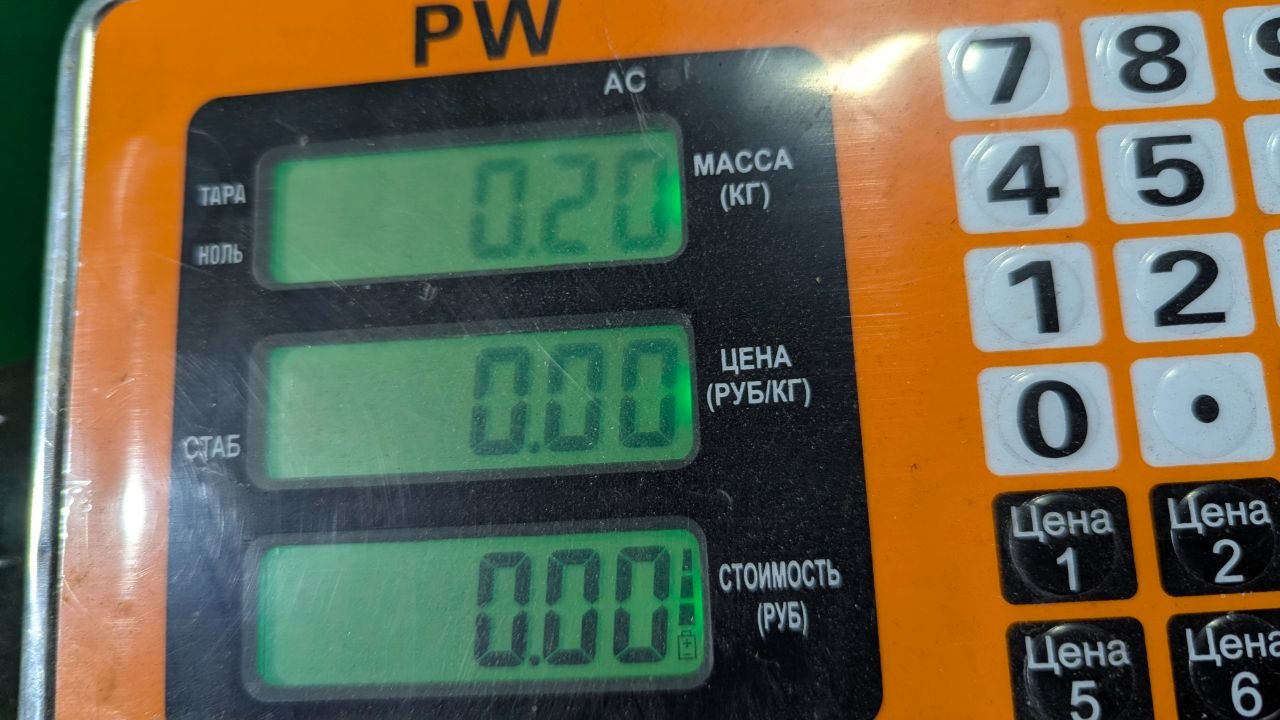 PW
AC
ТАРА
НОЛЬ
0.20
МАССА
(КГ)
СТАБ
0.00
ЦЕНА
(РУБ/КГ)
0.00
СТОИМОСТЬ
(РУБ)
7 8 9
4 5
1 2
0 .
Цена
1
Цена
2
Цена
5
Цена
6